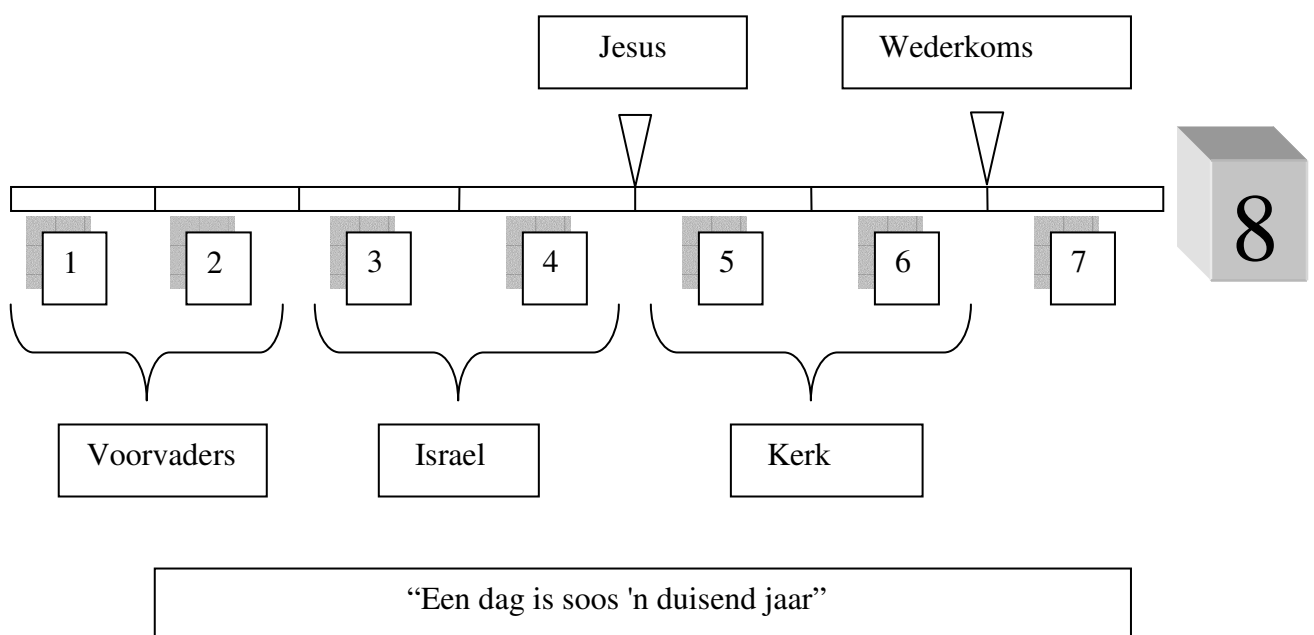 Jesus Wederkoms
8
1 2 3 4 5 6 7
Voorvaders Israel Kerk
“Een dag is soos 'n duisend jaar”